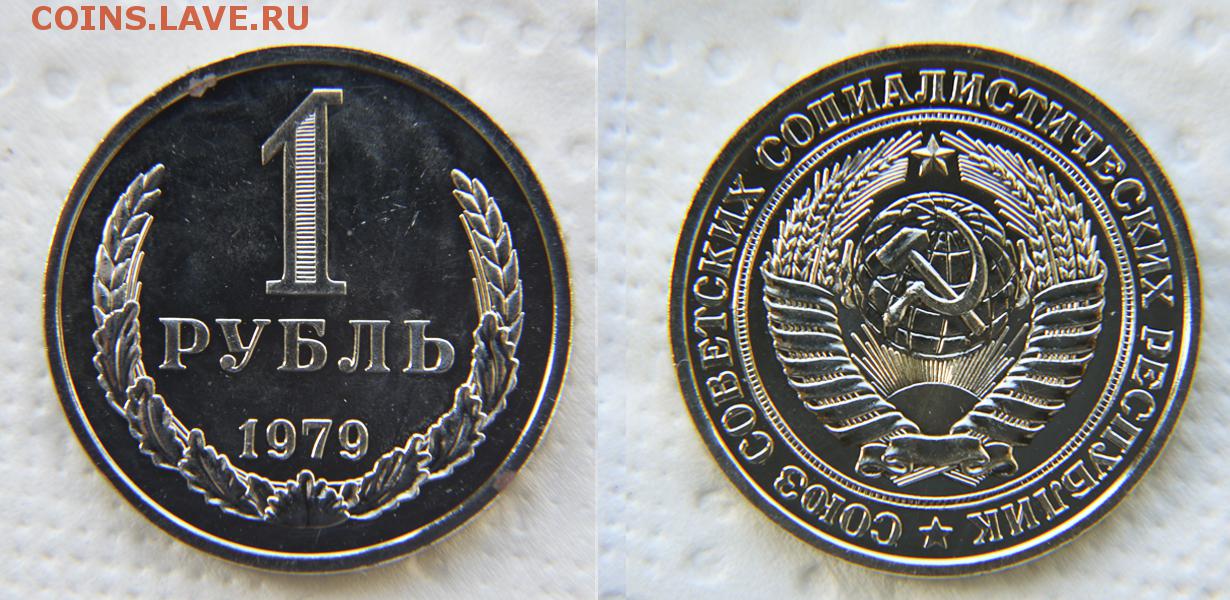 COINS.LAVE.RU
1
РУБЛЬ
1979
СОЮЗ СОВЕТСКИХ СОЦИАЛИСТИЧЕСКИХ РЕСПУБЛИК